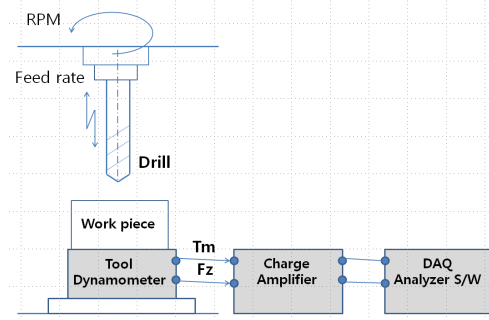 RPM
Feed rate
Drill
Work piece
Tm
Fz
Tool
Dynamometer
Charge
Amplifier
DAQ
Analyzer S/W